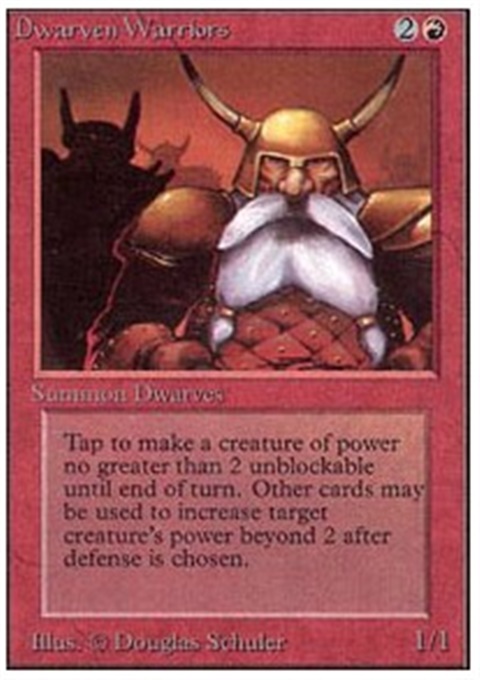 Dwarven Warriors 2
Summon Dwarves
Tap to make a creature of power
no greater than 2 unblockable
until end of turn. Other cards may
be used to increase target
creature's power beyond 2 after
defense is chosen.
Illus. © Douglas Schuler 1/1